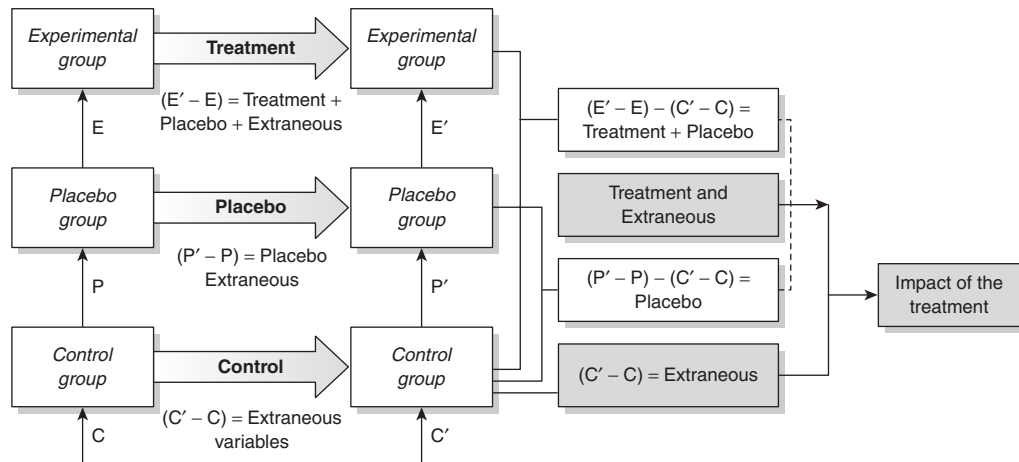 Experimental
group
Treatment
Experimental
group
(E′ – E) = Treatment +
Placebo + Extraneous
E
E′
(E′ – E) – (C′ – C) =
Treatment + Placebo
Placebo
group
Placebo
Placebo
group
Treatment and
Extraneous
(P′ – P) = Placebo
Extraneous
P
P′
(P′ – P) – (C′ – C) =
Placebo
Impact of the
treatment
Control
group
Control
Control
group
(C′ – C) = Extraneous
(C′ – C) = Extraneous
variables
C
C′